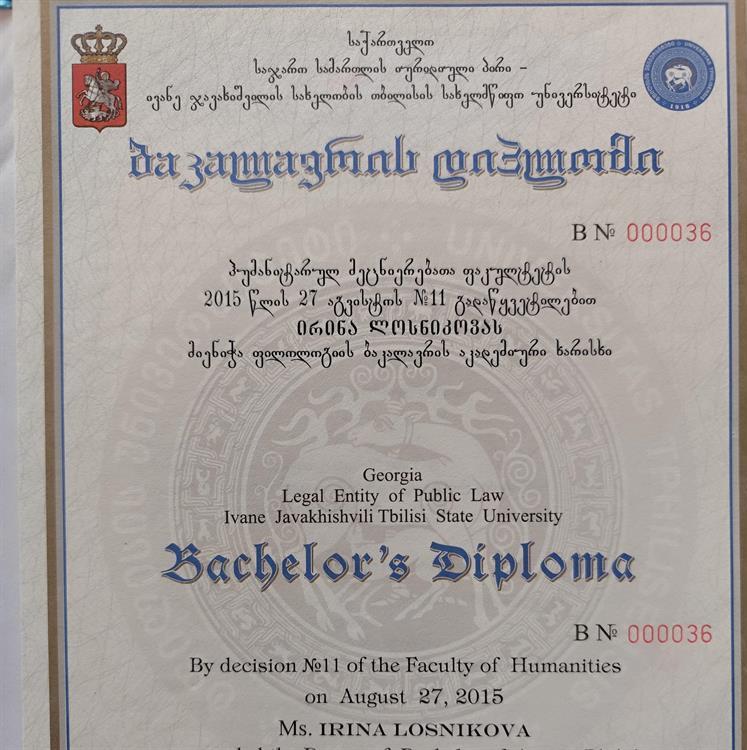 საქართველო
საჯარო სამართლის იურიდიული პირი -
ივანე ჯავახიშვილის სახელობის თბილისის სახელმწიფო უნივერსიტეტი
ბაკალავრის დიპლომი
B № 000036
ჰუმანიტარულ მეცნიერებათა ფაკულტეტის
2015 წლის 27 აგვისტოს №11 გადაწყვეტილებით
ირინა ლოსნიკოვას
მიენიჭა ფილოლოგიის ბაკალავრის აკადემიური ხარისხი
Georgia
Legal Entity of Public Law
Ivane Javakhishvili Tbilisi State University
Bachelor's Diploma
B № 000036
By decision №11 of the Faculty of Humanities
on August 27, 2015
Ms. IRINA LOSNIKOVA